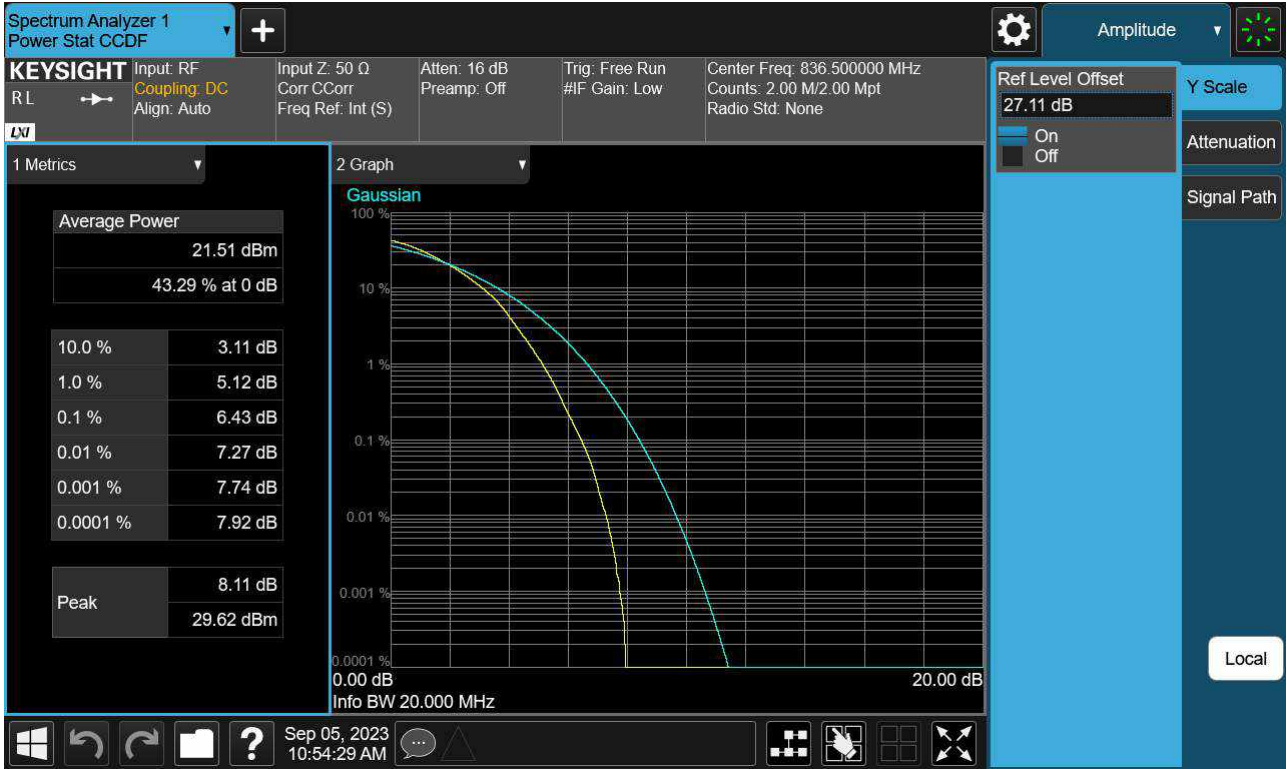 Spectrum Analyzer 1
Power Stat CCDF
▼
+
Amplitude
▼
KEYSIGHT
RL
LXI
Input: RF
Coupling: DC
Align: Auto
Input Z: 50 Ω
Corr CCorr
Freq Ref: Int (S)
Atten: 16 dB
Preamp: Off
Trig: Free Run
#IF Gain: Low
Center Freq: 836.500000 MHz
Counts: 2.00 M/2.00 Mpt
Radio Std: None
Ref Level Offset
27.11 dB
On
Off
Y Scale
Attenuation
Signal Path
Local
1 Metrics
▼
Average Power
21.51 dBm
43.29 % at 0 dB
10.0 % 3.11 dB
1.0 % 5.12 dB
0.1 % 6.43 dB
0.01 % 7.27 dB
0.001 % 7.74 dB
0.0001 % 7.92 dB
Peak
8.11 dB
29.62 dBm
2 Graph
▼
Gaussian
100 %
10 %
1 %
0.1 %
0.01 %
0.001 %
0.0001 %
0.00 dB 20.00 dB
Info BW 20.000 MHz
?
Sep 05, 2023
10:54:29 AM